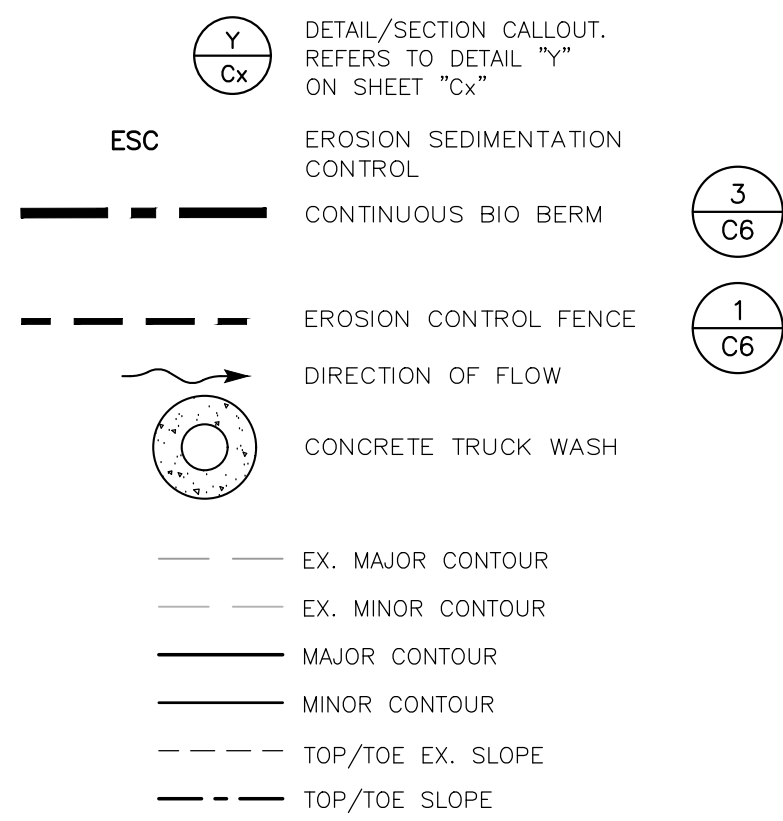 Y
Cx
DETAIL/SECTION CALLOUT.
REFERS TO DETAIL "Y"
ON SHEET "Cx"
ESC
EROSION SEDIMENTATION
CONTROL
CONTINUOUS BIO BERM
3
C6
EROSION CONTROL FENCE
1
C6
DIRECTION OF FLOW
CONCRETE TRUCK WASH
EX. MAJOR CONTOUR
EX. MINOR CONTOUR
MAJOR CONTOUR
MINOR CONTOUR
TOP/TOE EX. SLOPE
TOP/TOE SLOPE